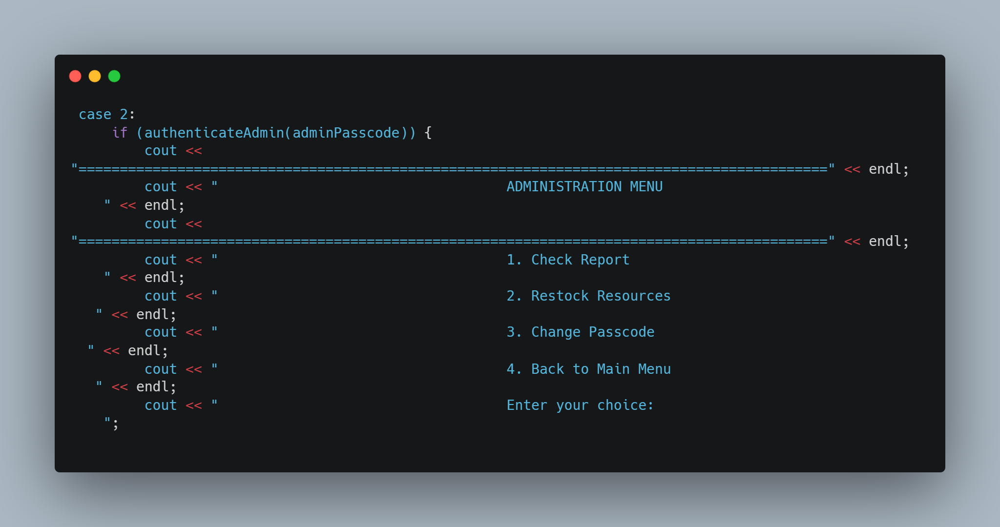 case 2:
if (authenticateAdmin(adminPasscode)) {
cout <<
"===========================================================================================" << endl;
cout << "                                   ADMINISTRATION MENU
" << endl;
cout <<
"===========================================================================================" << endl;
cout << "                                   1. Check Report
" << endl;
cout << "                                   2. Restock Resources
" << endl;
cout << "                                   3. Change Passcode
" << endl;
cout << "                                   4. Back to Main Menu
" << endl;
cout << "                                   Enter your choice:
";